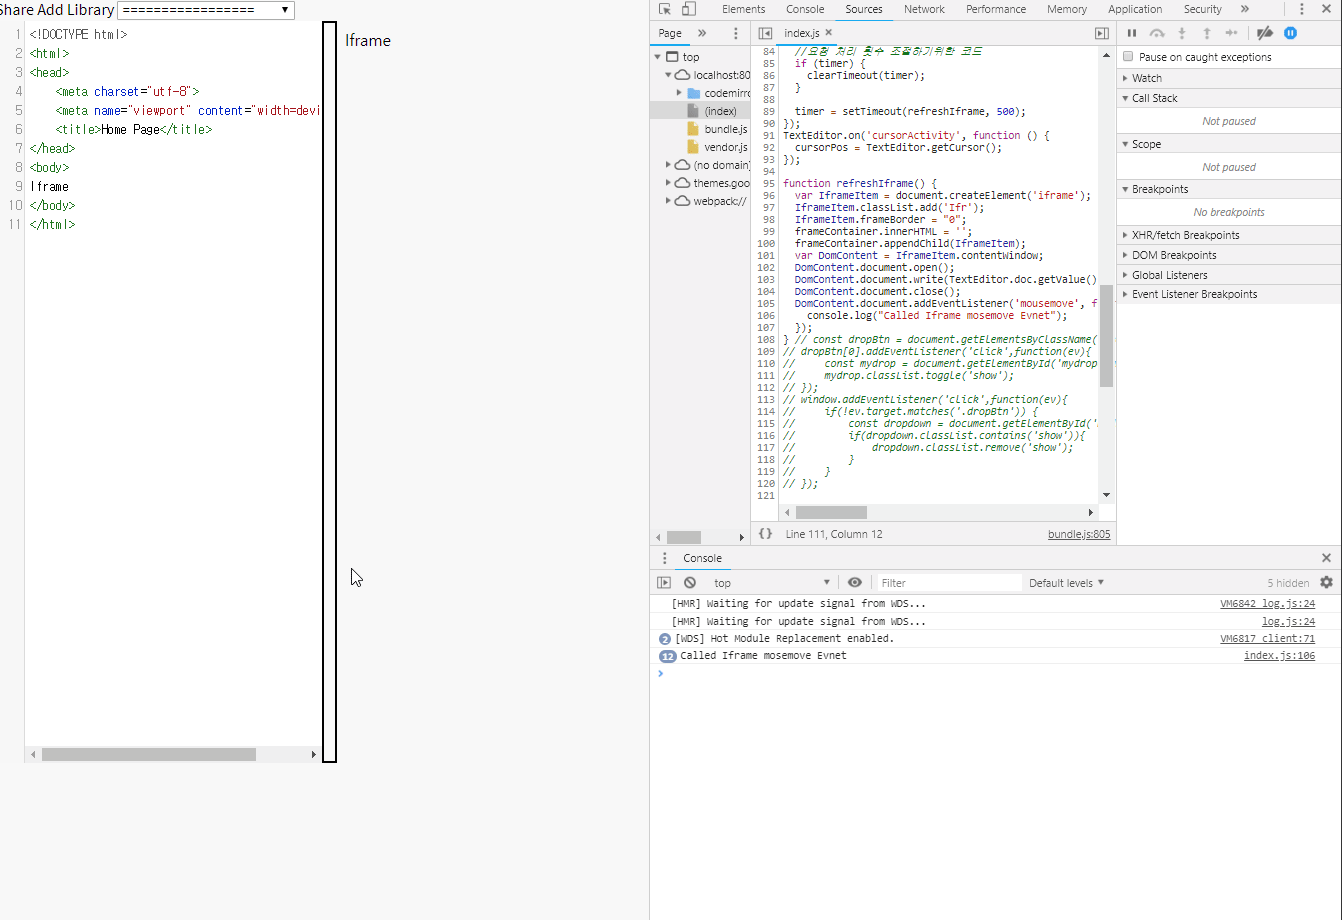 Share Add Library =================
1 <!DOCTYPE html>
2 <html>
3 <head>
4 <meta charset="utf-8">
5 <meta name="viewport" content="width=devi
6 <title>Home Page</title>
7 </head>
8 <body>
9 Iframe
10 </body>
11 </html>
Iframe
Elements Console Sources Network Performance Memory Application Security »
Page »
top
localhost:80
codemirro
(index)
bundle.js
vendor.js
(no domain)
themes.goo
webpack://
index.js ×
84 //요청 처리 횟수 조절하기위한 코드
85 if (timer) {
86 clearTimeout(timer);
87 }
88
89 timer = setTimeout(refreshIframe, 500);
90 });
91 TextEditor.on('cursorActivity', function () {
92 cursorPos = TextEditor.getCursor();
93 });
94
95 function refreshIframe() {
96 var IframeItem = document.createElement('iframe');
97 IframeItem.classList.add('Ifr');
98 IframeItem.frameBorder = "0";
99 frameContainer.innerHTML = '';
100 frameContainer.appendChild(IframeItem);
101 var DomContent = IframeItem.contentWindow;
102 DomContent.document.open();
103 DomContent.document.write(TextEditor.doc.getValue()
104 DomContent.document.close();
105 DomContent.document.addEventListener('mousemove', f
106 console.log("Called Iframe mosemove Evnet");
107 });
108 } // const dropBtn = document.getElementsByClassName(
109 // dropBtn[0].addEventListener('click',function(ev){
110 // const mydrop = document.getElementById('mydrop
111 // mydrop.classList.toggle('show');
112 // });
113 // window.addEventListener('click',function(ev){
114 // if(!ev.target.matches('.dropBtn')) {
115 // const dropdown = document.getElementById('
116 // if(dropdown.classList.contains('show')){
117 // dropdown.classList.remove('show');
118 // }
119 // }
120 // });
121
{} Line 111, Column 12 bundle.js:805
Pause on caught exceptions
Watch
Call Stack
Not paused
Scope
Not paused
Breakpoints
No breakpoints
XHR/fetch Breakpoints
DOM Breakpoints
Global Listeners
Event Listener Breakpoints
Console
top Filter Default levels 5 hidden
[HMR] Waiting for update signal from WDS... VM6842 log.js:24
[HMR] Waiting for update signal from WDS... log.js:24
2 [WDS] Hot Module Replacement enabled. VM6817 client:71
12 Called Iframe mosemove Evnet index.js:106